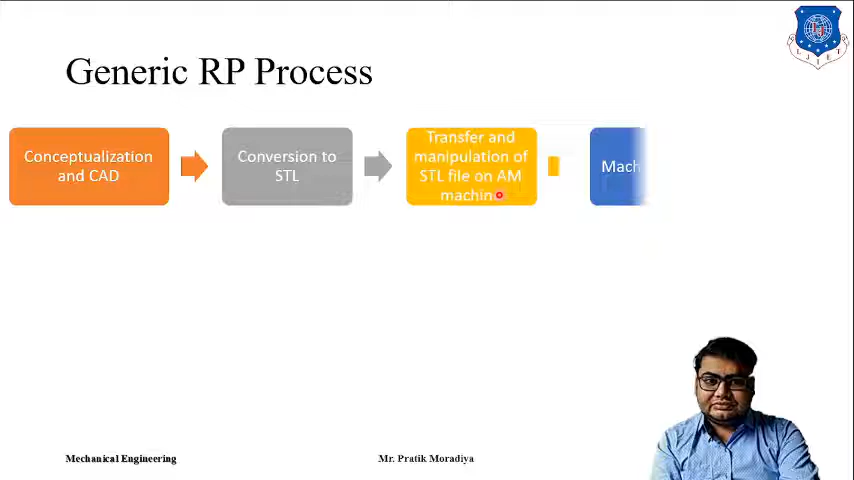 Generic RP Process
Conceptualization
and CAD
Conversion to
STL
Transfer and
manipulation of
STL file on AM
machin
Mach
LJIET
Mechanical Engineering
Mr. Pratik Moradiya